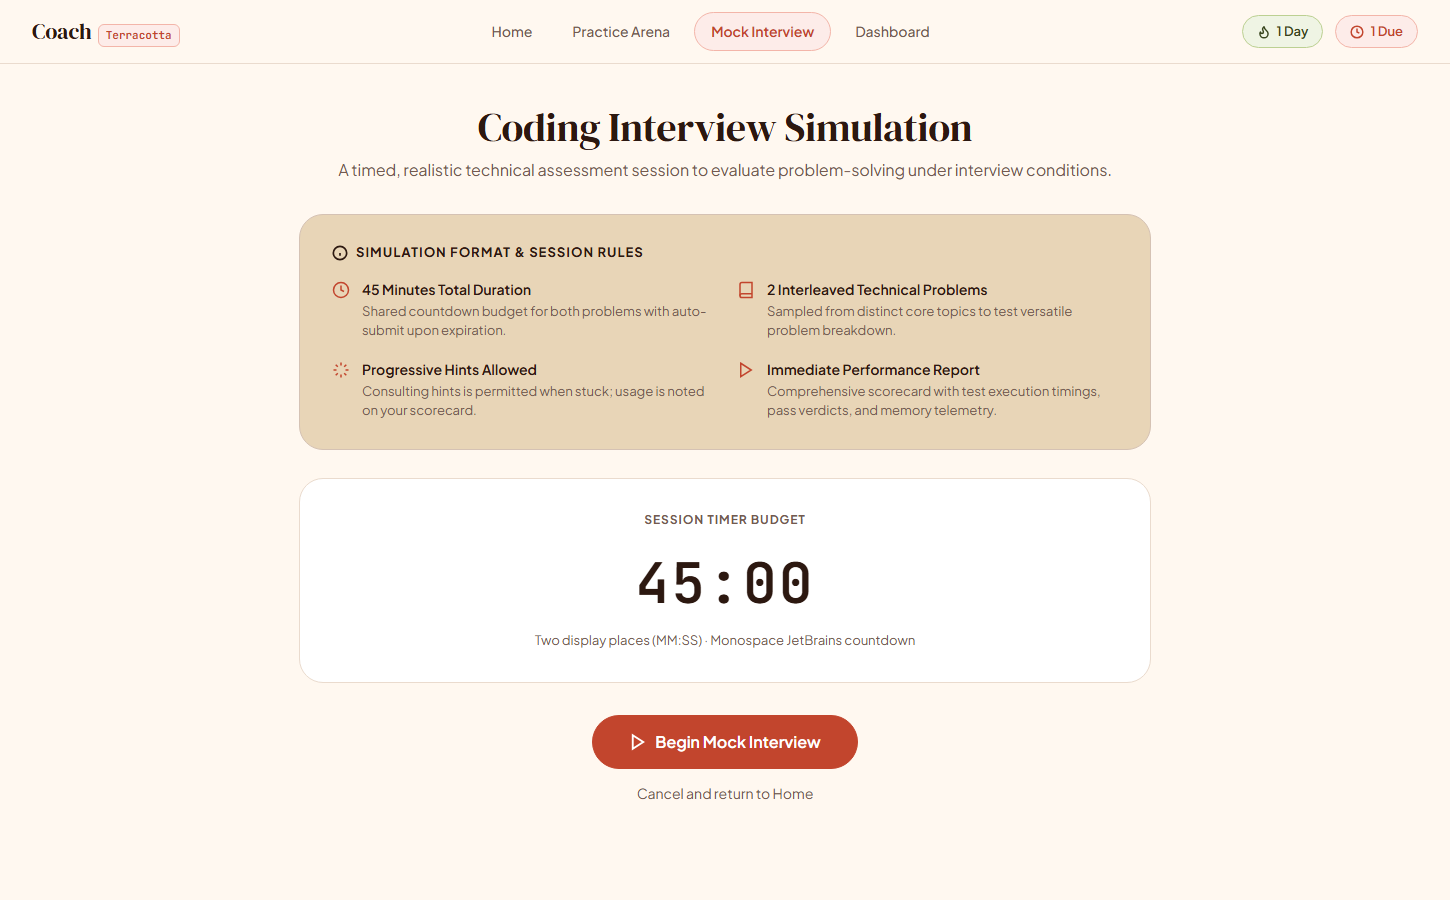 Coach Terracotta Home Practice Arena Mock Interview Dashboard 1 Day 1 Due
Coding Interview Simulation
A timed, realistic technical assessment session to evaluate problem-solving under interview conditions.
SIMULATION FORMAT & SESSION RULES
45 Minutes Total Duration
Shared countdown budget for both problems with auto-
submit upon expiration.
2 Interleaved Technical Problems
Sampled from distinct core topics to test versatile
problem breakdown.
Progressive Hints Allowed
Consulting hints is permitted when stuck; usage is noted
on your scorecard.
Immediate Performance Report
Comprehensive scorecard with test execution timings,
pass verdicts, and memory telemetry.
SESSION TIMER BUDGET
45:00
Two display places (MM:SS) · Monospace JetBrains countdown
Begin Mock Interview
Cancel and return to Home